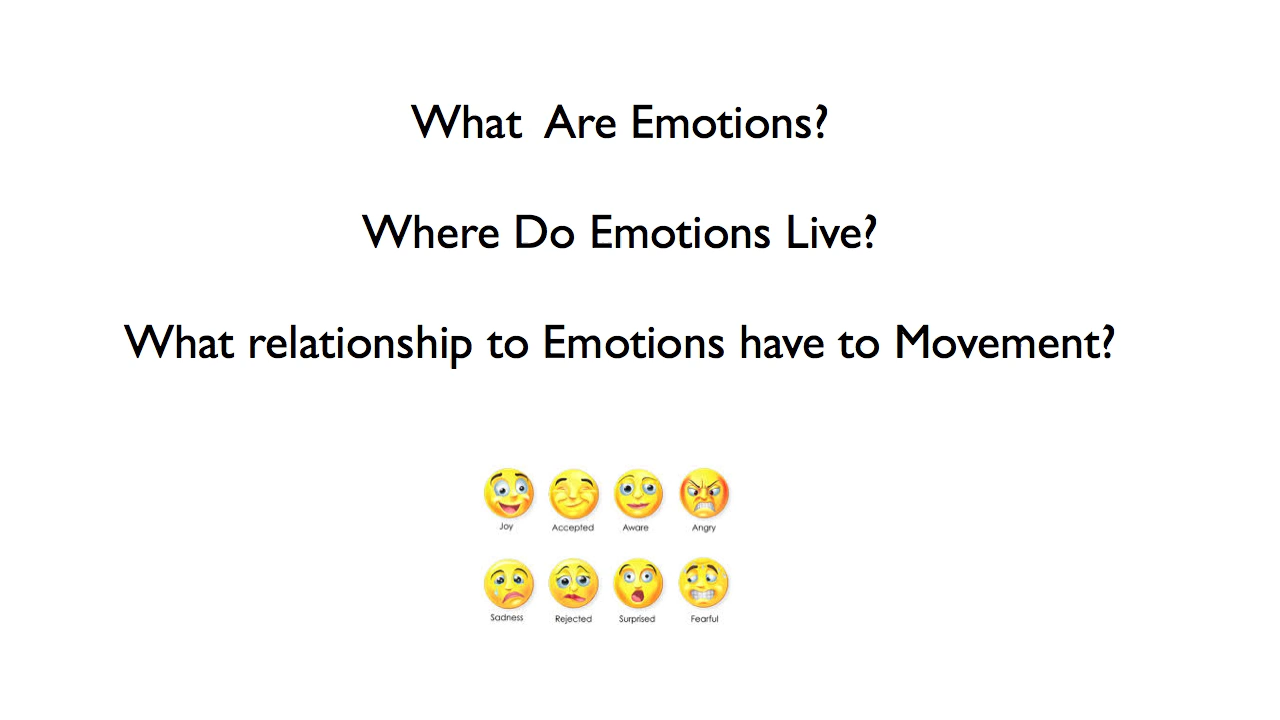 What Are Emotions?
Where Do Emotions Live?
What relationship to Emotions have to Movement?
Joy Accepted Aware Angry
Sadness Rejected Surprised Fearful